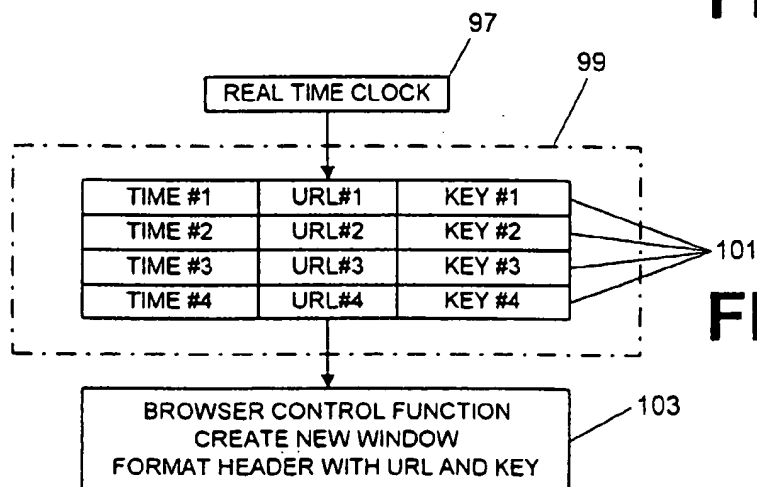 97
99
REAL TIME CLOCK
TIME #1 URL#1 KEY #1
TIME #2 URL#2 KEY #2
TIME #3 URL#3 KEY #3
TIME #4 URL#4 KEY #4
101
BROWSER CONTROL FUNCTION
CREATE NEW WINDOW
FORMAT HEADER WITH URL AND KEY
103